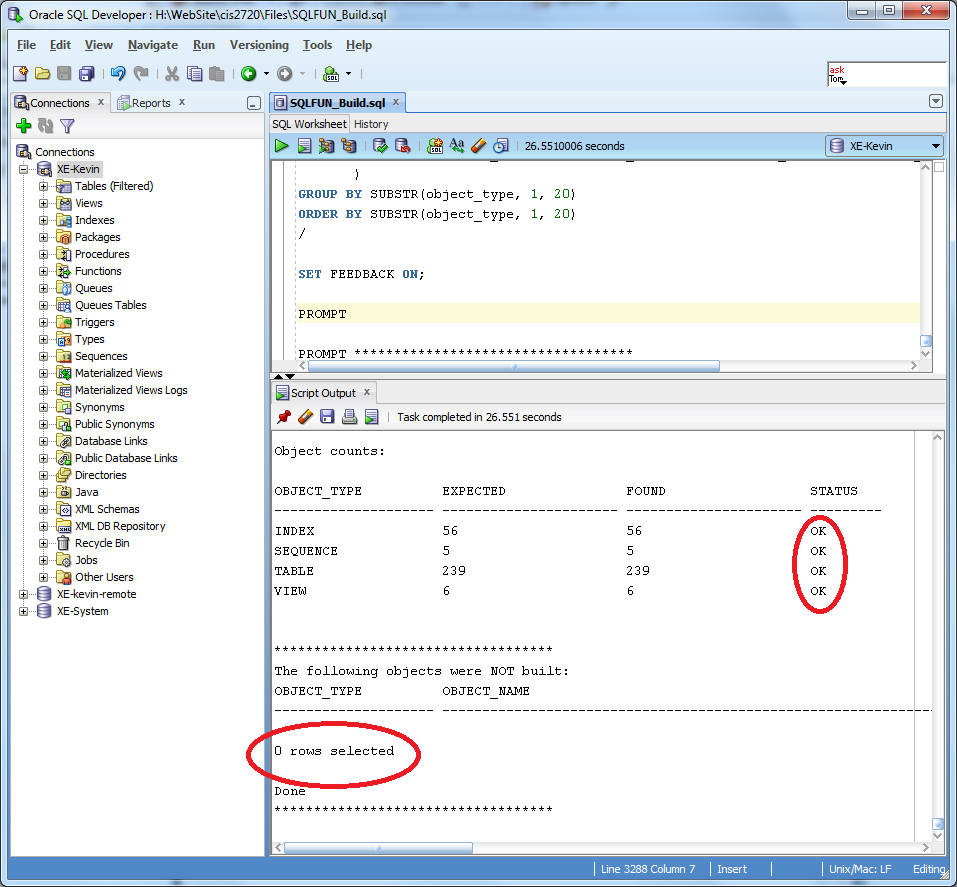 Oracle SQL Developer : H:\WebSite\cis2720\Files\SQLFUN_Build.sql
File Edit View Navigate Run Versioning Tools Help
ask
Tom
Connections
Reports
Connections
XE-Kevin
Tables (Filtered)
Views
Indexes
Packages
Procedures
Functions
Queues
Queues Tables
Triggers
Types
Sequences
Materialized Views
Materialized Views Logs
Synonyms
Public Synonyms
Database Links
Public Database Links
Directories
Java
XML Schemas
XML DB Repository
Recycle Bin
Jobs
Other Users
XE-kevin-remote
XE-System
SQLFUN_Build.sql
SQL Worksheet History
26.5510006 seconds
XE-Kevin
)
GROUP BY SUBSTR(object_type, 1, 20)
ORDER BY SUBSTR(object_type, 1, 20)
/
SET FEEDBACK ON;
PROMPT
PROMPT ***********************************
Script Output
Task completed in 26.551 seconds
Object counts:
OBJECT_TYPE EXPECTED FOUND STATUS
INDEX 56 56 OK
SEQUENCE 5 5 OK
TABLE 239 239 OK
VIEW 6 6 OK
***********************************
The following objects were NOT built:
OBJECT_TYPE OBJECT_NAME
0 rows selected
Done
***********************************
Line 3288 Column 7 Insert Unix/Mac: LF Editing